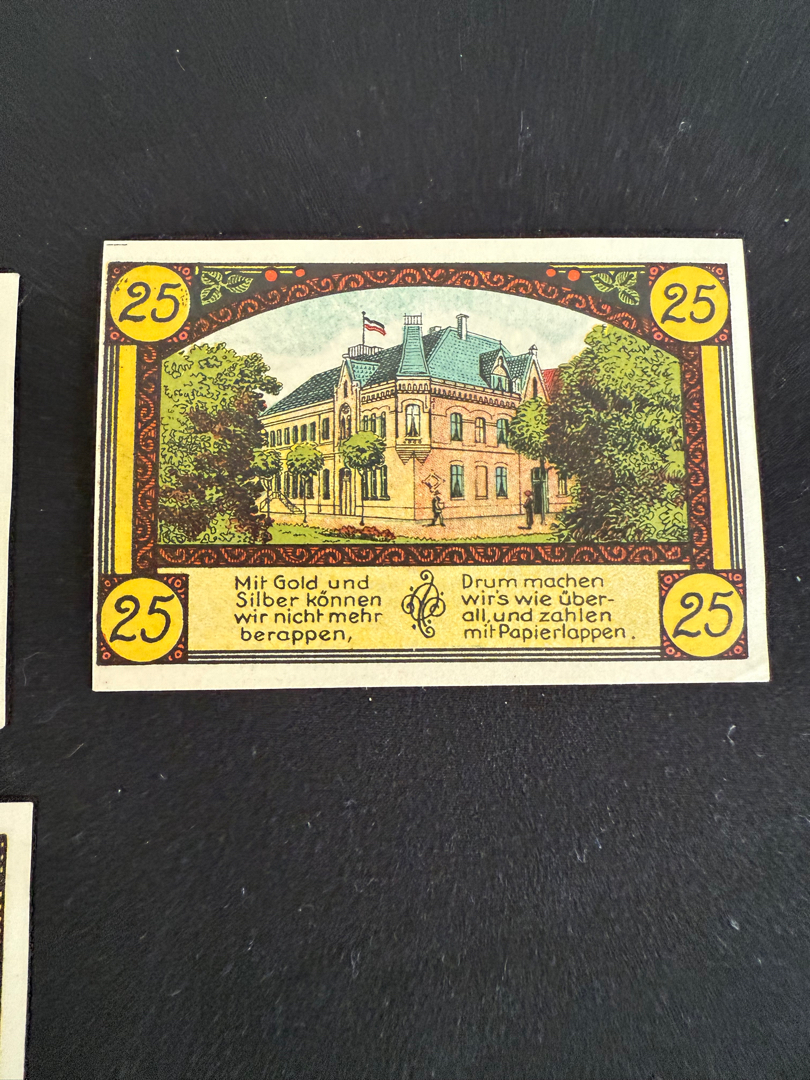 25 25
Mit Gold und
Silber können
wir nicht mehr
berappen,
Drum machen
wir's wie über-
all, und zahlen
mit Papierlappen.
25 25